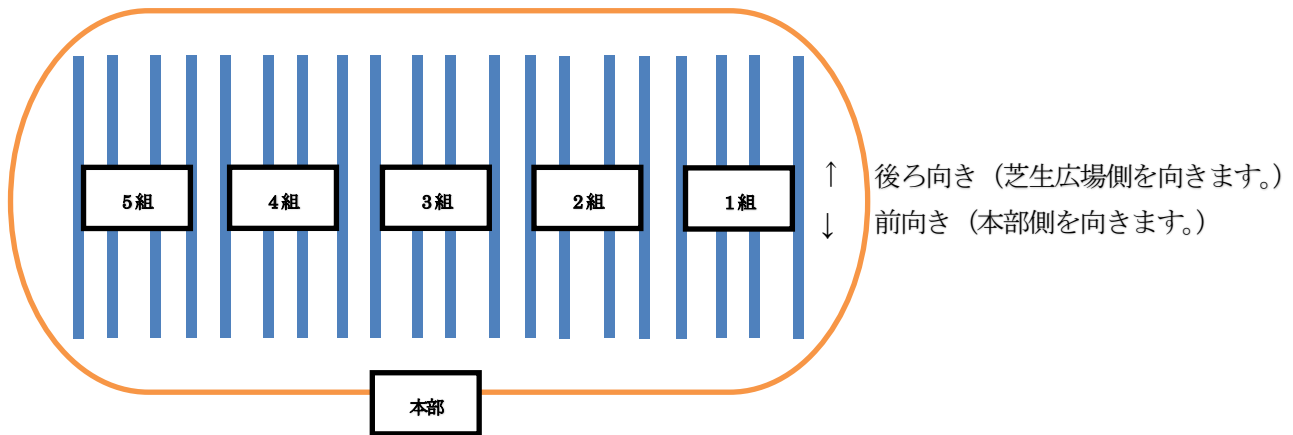 5組
4組
3組
2組
1組
↑ 後ろ向き（芝生広場側を向きます。）
↓ 前向き（本部側を向きます。）
本部